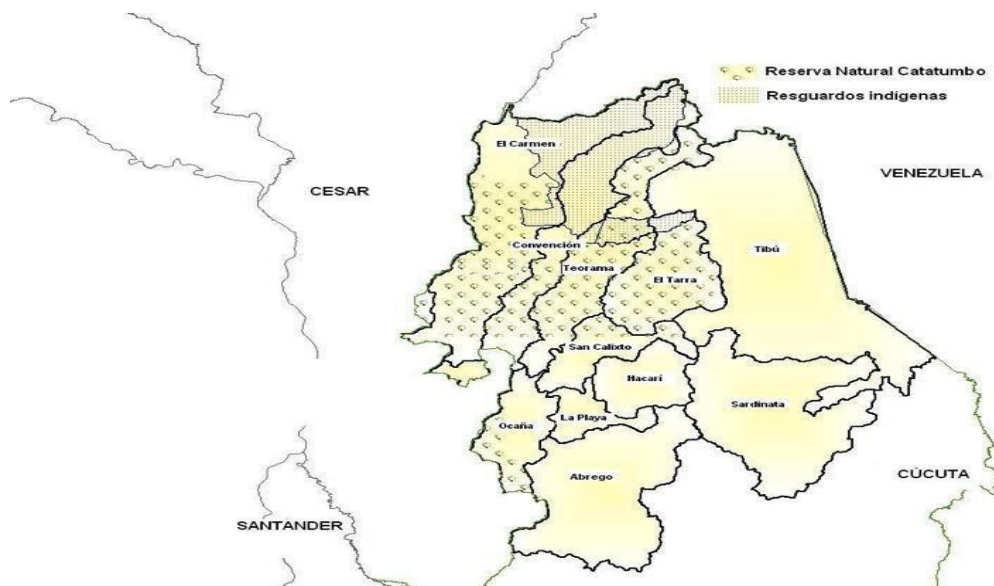 Reserva Natural Catatumbo
Resguardos indígenas
El Carmen
VENEZUELA
CESAR
Convención
Tibú
Teorama
El Tarra
San Calixto
Hacarí
Sardinata
La Playa
Ocaña
CÚCUTA
Abrego
SANTANDER